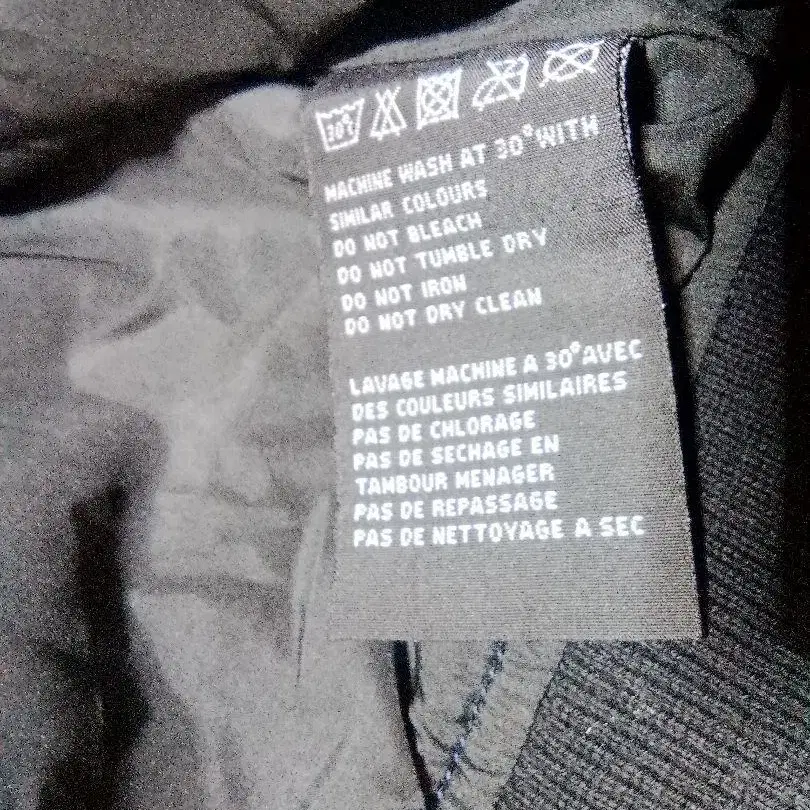 30°C
MACHINE WASH AT 30° WITH
SIMILAR COLOURS
DO NOT BLEACH
DO NOT TUMBLE DRY
DO NOT IRON
DO NOT DRY CLEAN
LAVAGE MACHINE A 30° AVEC
DES COULEURS SIMILAIRES
PAS DE CHLORAGE
PAS DE SECHAGE EN
TAMBOUR MENAGER
PAS DE REPASSAGE
PAS DE NETTOYAGE A SEC